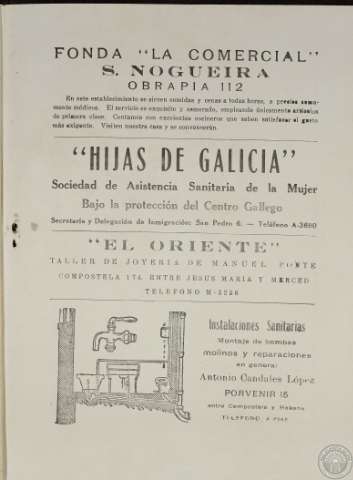 FONDA "LA COMERCIAL"
S. NOGUEIRA
OBRAPIA 112
En este establecimiento se sirven comidas y cenas a todas horas, a precios sumamente módicos. El servicio es exquisito y esmerado, empleando solamente artículos
de primera clase. Contamos con excelentes cocineros que saben satisfacer el gusto
más exigente. Visiten nuestra casa y se convencerán.
"HIJAS DE GALICIA"
Sociedad de Asistencia Sanitaria de la Mujer
Bajo la protección del Centro Gallego
Secretaría y Delegación de Inmigración: San Pedro 6. — Teléfono
"EL ORIENTE"
TALLER DE JOYERIA DE MANUEL PONTE
COMPOSTELA 174 ENTRE JESUS MARIA Y MERCED
TELEFONO
Instalaciones Sanitarias
Montaje de bombas
molinos y reparaciones
en general
Antonio Candales López
PORVENIR 15
entre Compostela y Habana
TELEFONO